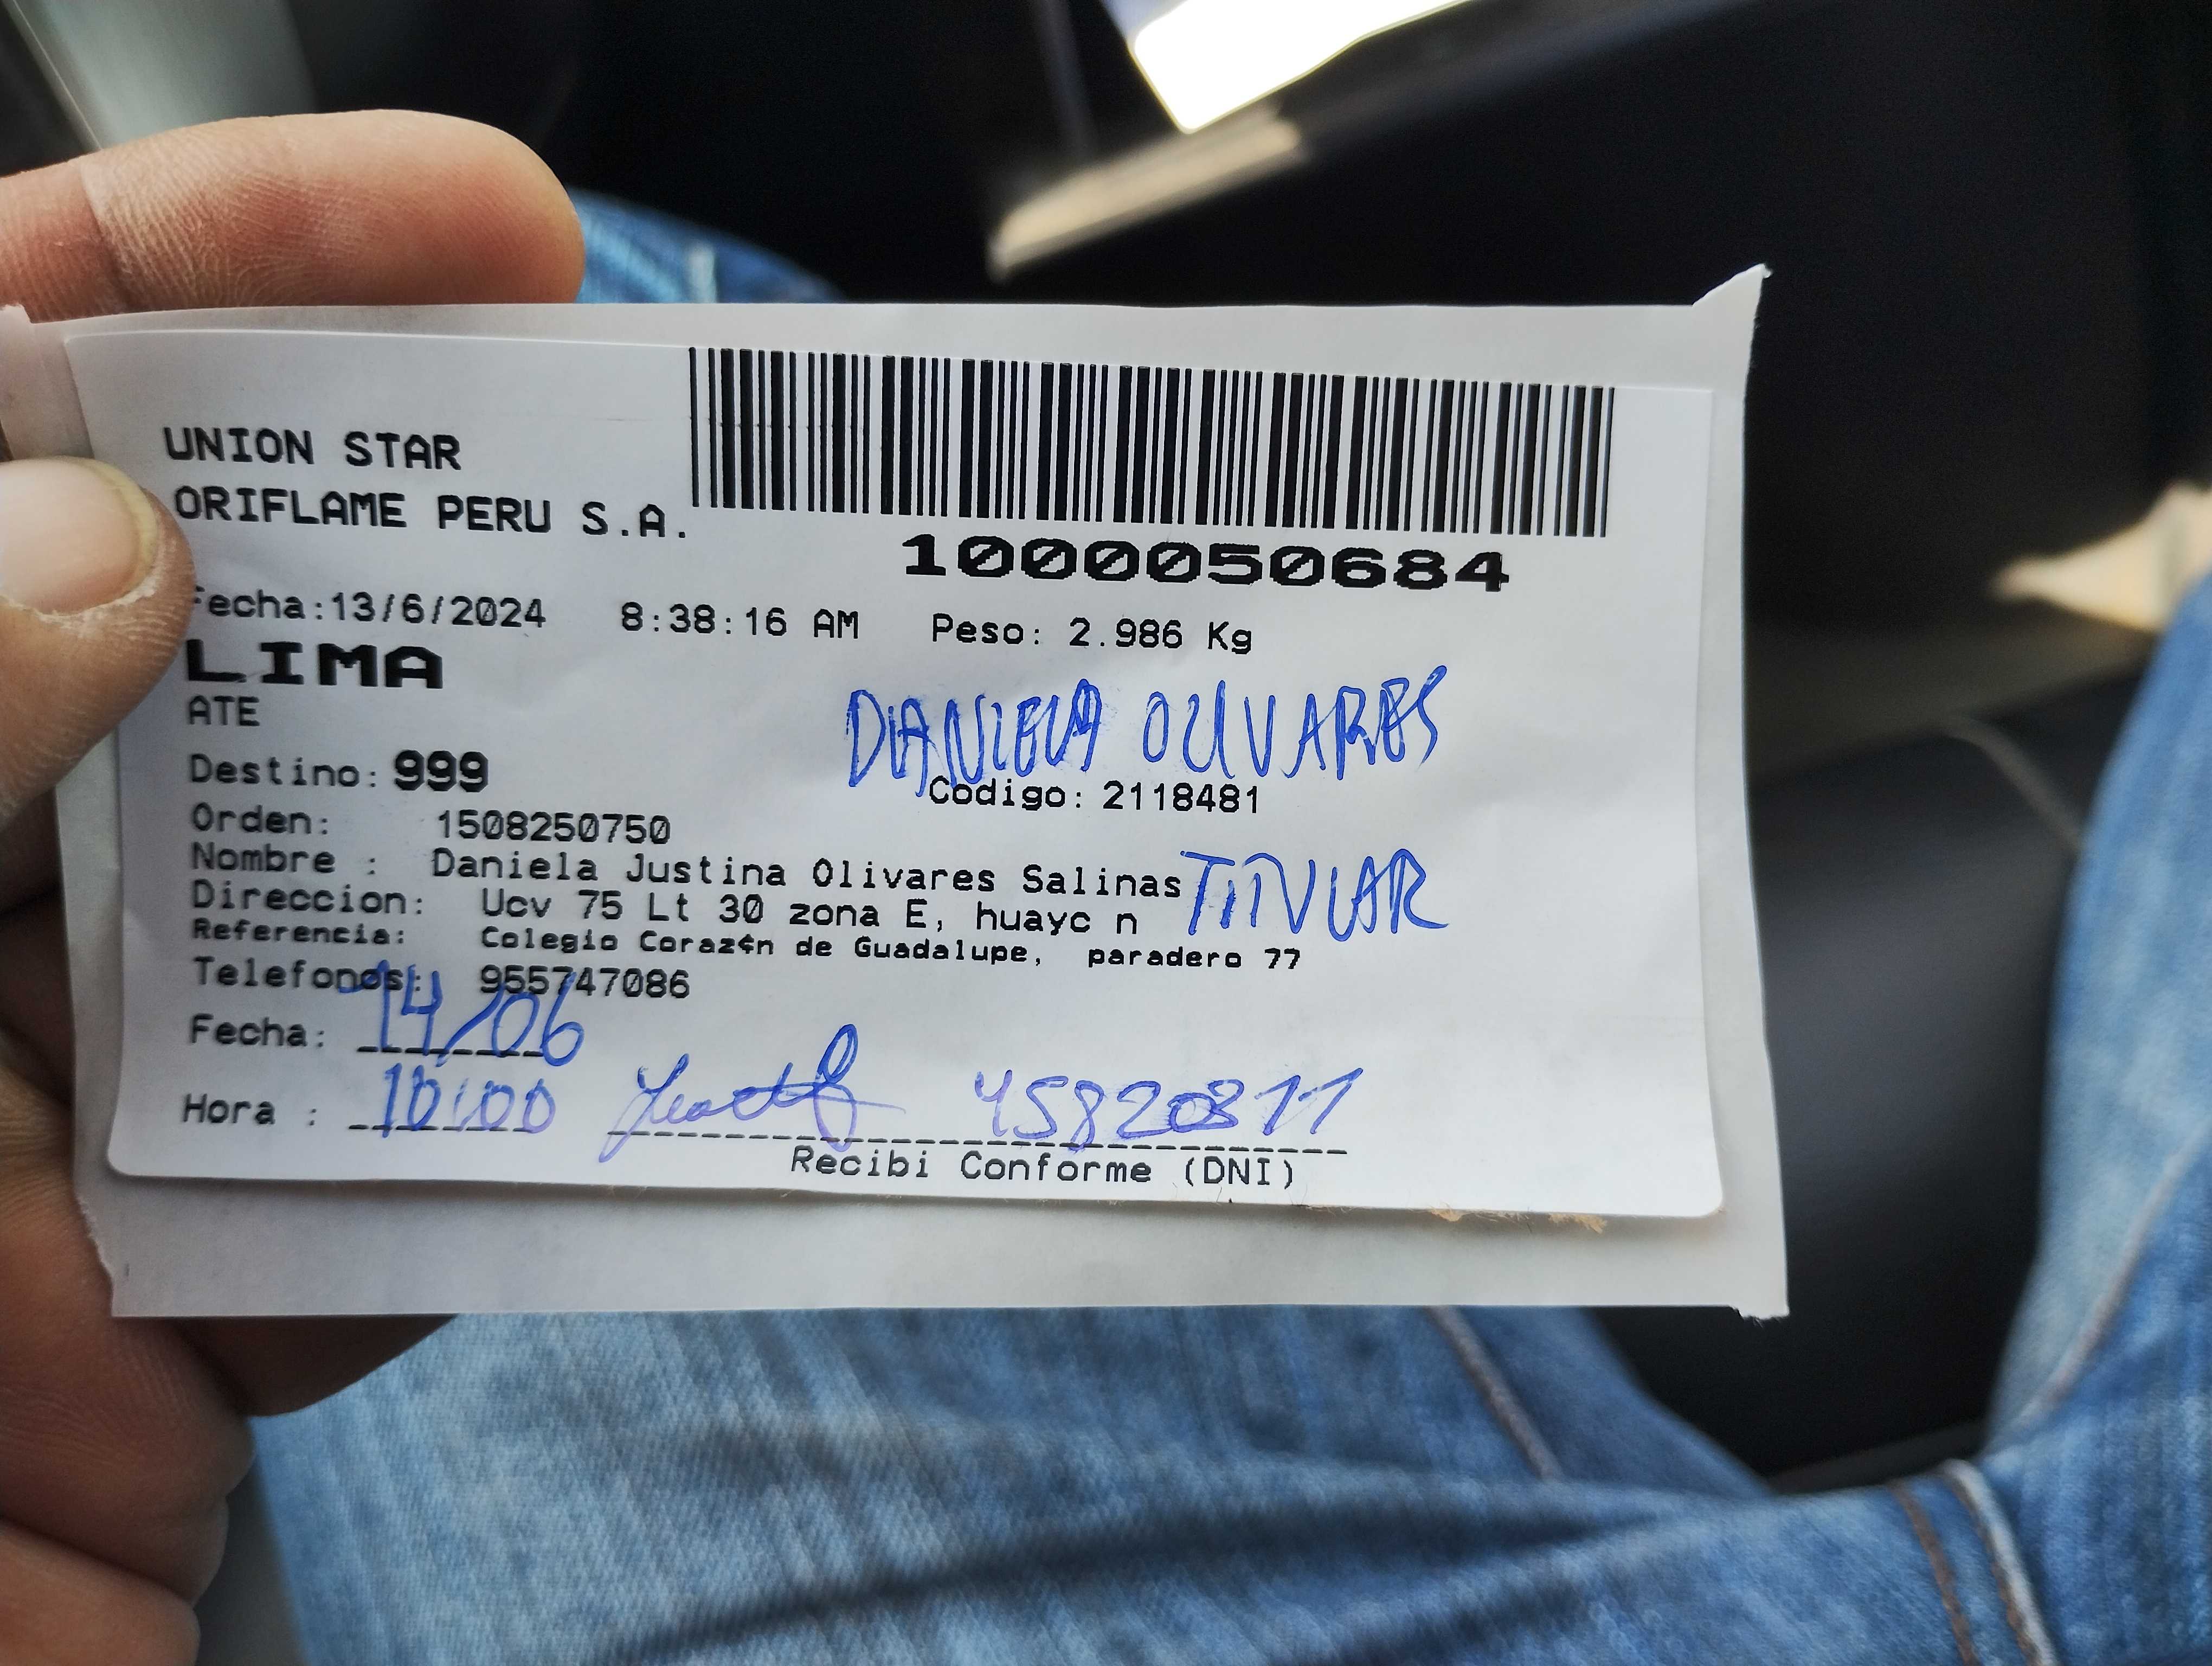 UNION STAR
ORIFLAME PERU S.A.
1000050684
Fecha:13/6/2024 8:38:16 AM Peso: 2.986 Kg
LIMA
ATE
DANIELA OLIVARES
Destino: 999
Codigo: 2118481
Orden: 1508250750
Nombre : Daniela Justina Olivares Salinas TITULAR
Direccion: Ucv 75 Lt 30 zona E, huayc n
Referencia: Colegio Coraz¢n de Guadalupe, paradero 77
Telefonos: 955747086
Fecha: 14/06
Hora : 10:00 45820811
Recibi Conforme (DNI)